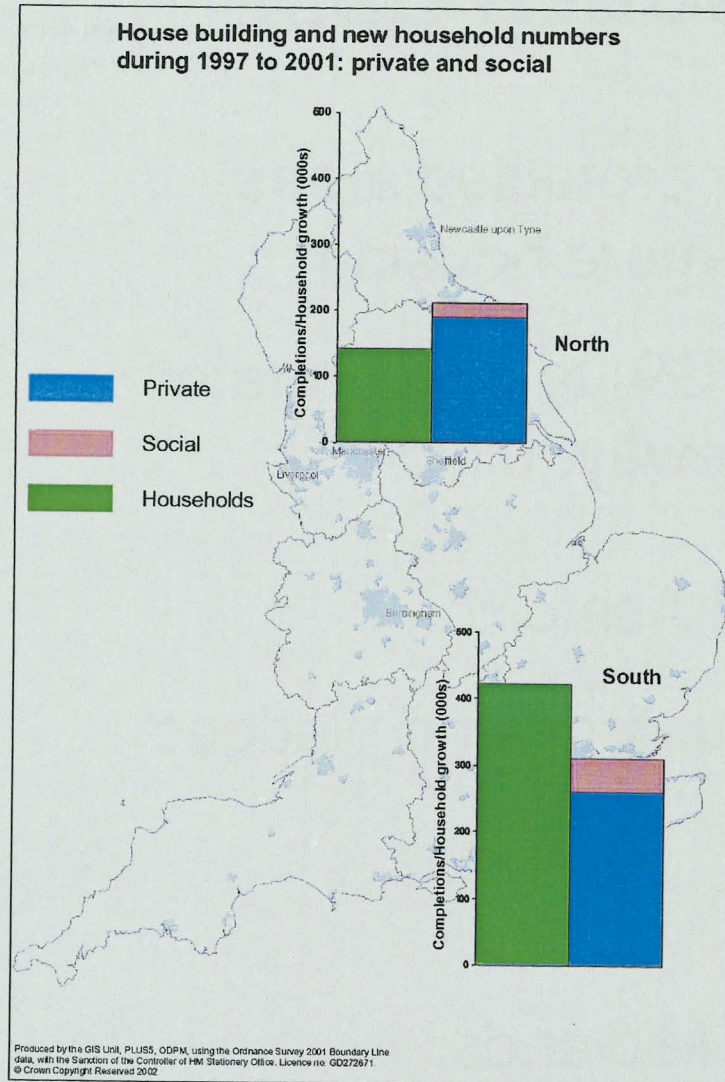 House building and new household numbers
during 1997 to 2001: private and social
Completions/Household growth (000s)
500
400
300
200
100
0
Newcastle upon Tyne
North
Private
Social
Households
Manchester
Sheffield
Liverpool
Birmingham
Completions/Household growth (000s)
500
400
300
200
100
0
South
Produced by the GIS Unit, PLUS5, ODPM, using the Ordnance Survey 2001 Boundary Line
data, with the Sanction of the Controller of HM Stationery Office. Licence no. GD272671.
© Crown Copyright Reserved 2002